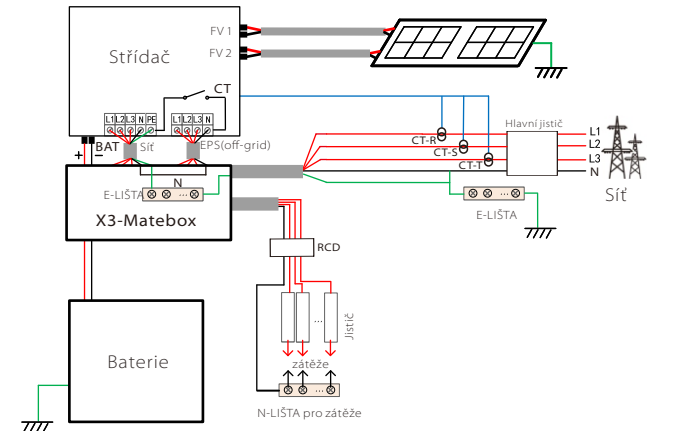 FV 1
FV 2
Střídač
CT
L1 L2 L3 N PE
L1 L2 L3 N
BAT
Síť
EPS(off-grid)
+ −
N
E-LIŠTA
X3-Matebox
CT-R
CT-S
CT-T
Hlavní jistič
L1
L2
L3
N
Síť
E-LIŠTA
RCD
...
Jistič
zátěže
...
N-LIŠTA pro zátěže
Baterie